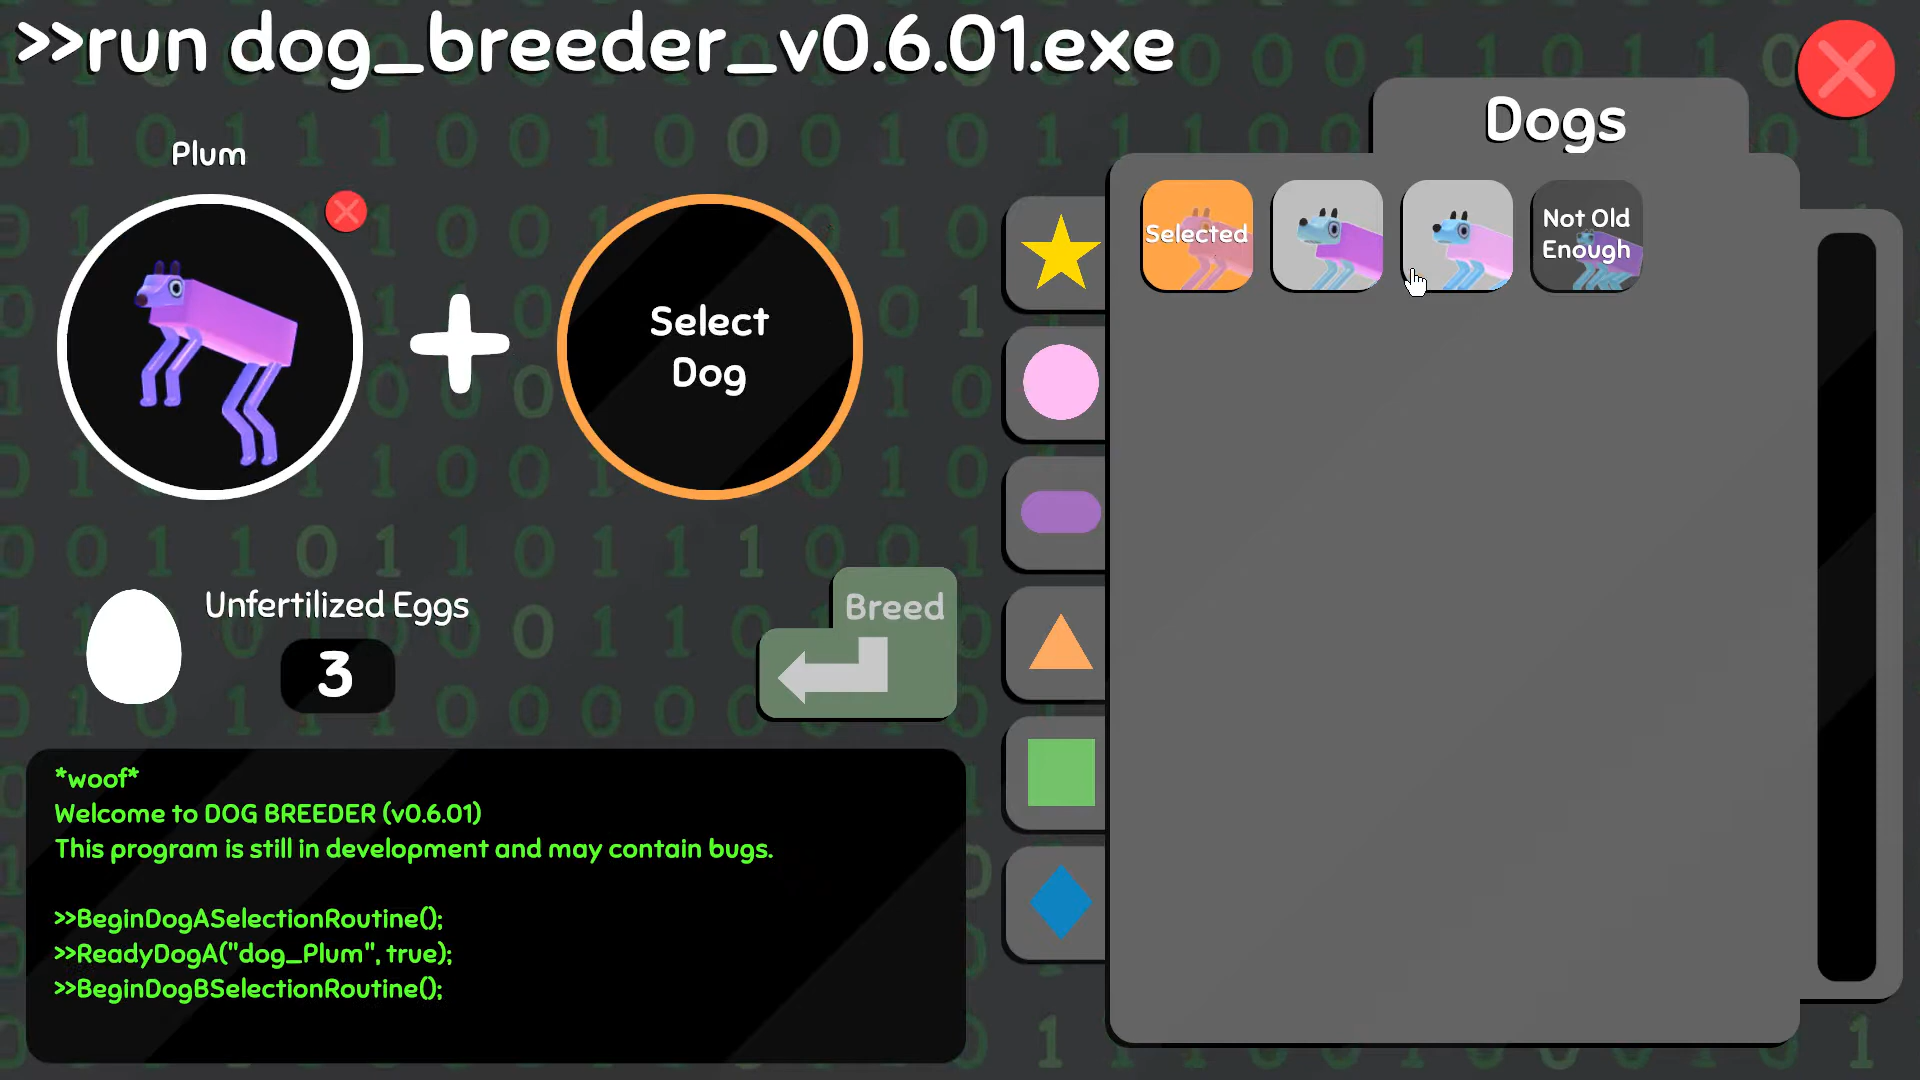 >>run dog_breeder_v0.6.01.exe
Dogs
Plum
Selected
Not Old
Enough
Select
Dog
Unfertilized Eggs
3
Breed
*woof*
Welcome to DOG BREEDER (v0.6.01)
This program is still in development and may contain bugs.
>>BeginDogASelectionRoutine();
>>ReadyDogA("dog_Plum", true);
>>BeginDogBSelectionRoutine();